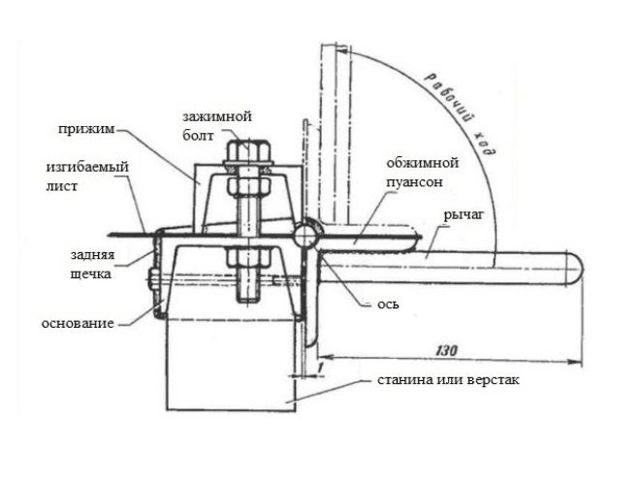 зажимной
болт
прижим
рабочий ход
изгибаемый
лист
обжимной
пуансон
рычаг
задняя
щечка
ось
основание
130
1
станина или верстак